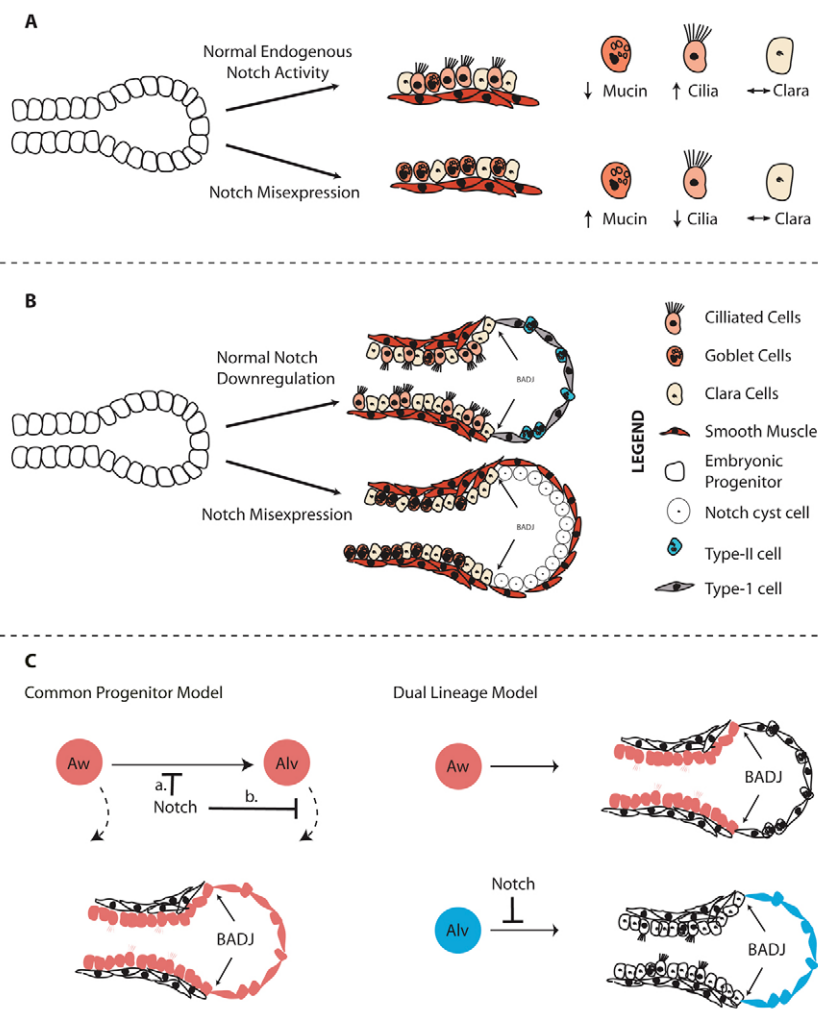 A
Normal Endogenous
Notch Activity
↓ Mucin ↑ Cilia ↔ Clara
Notch Misexpression
↑ Mucin ↓ Cilia ↔ Clara
B
Normal Notch
Downregulation
BADJ
Notch Misexpression
BADJ
LEGEND
Cilliated Cells
Goblet Cells
Clara Cells
Smooth Muscle
Embryonic
Progenitor
Notch cyst cell
Type-II cell
Type-1 cell
C
Common Progenitor Model
Aw
Alv
a.
Notch
b.
BADJ
Dual Lineage Model
Aw
BADJ
Notch
Alv
BADJ